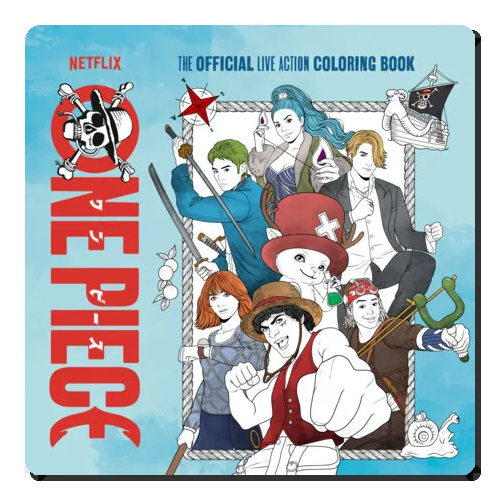 NETFLIX
THE OFFICIAL LIVE ACTION COLORING BOOK
ONE PIECE
ワンピース